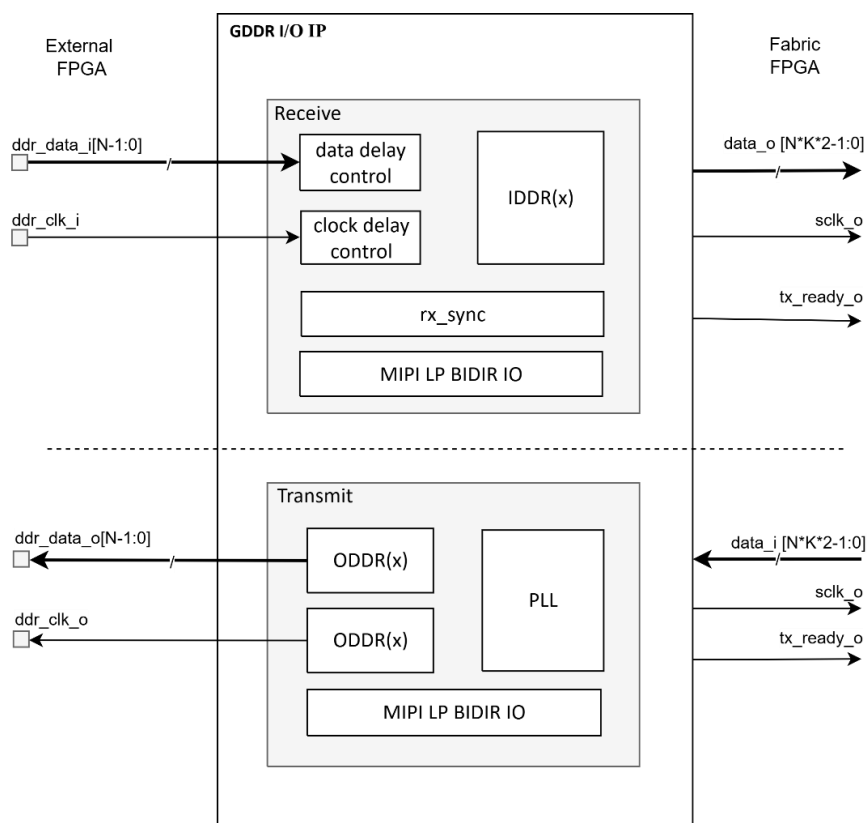 GDDR I/O IP
External
FPGA
Fabric
FPGA
Receive
ddr_data_i[N-1:0]
data delay
control
IDDR(x)
data_o [N*K*2-1:0]
ddr_clk_i
clock delay
control
sclk_o
rx_sync
tx_ready_o
MIPI LP BIDIR IO
Transmit
ddr_data_o[N-1:0]
ODDR(x)
PLL
data_i [N*K*2-1:0]
sclk_o
ddr_clk_o
ODDR(x)
tx_ready_o
MIPI LP BIDIR IO